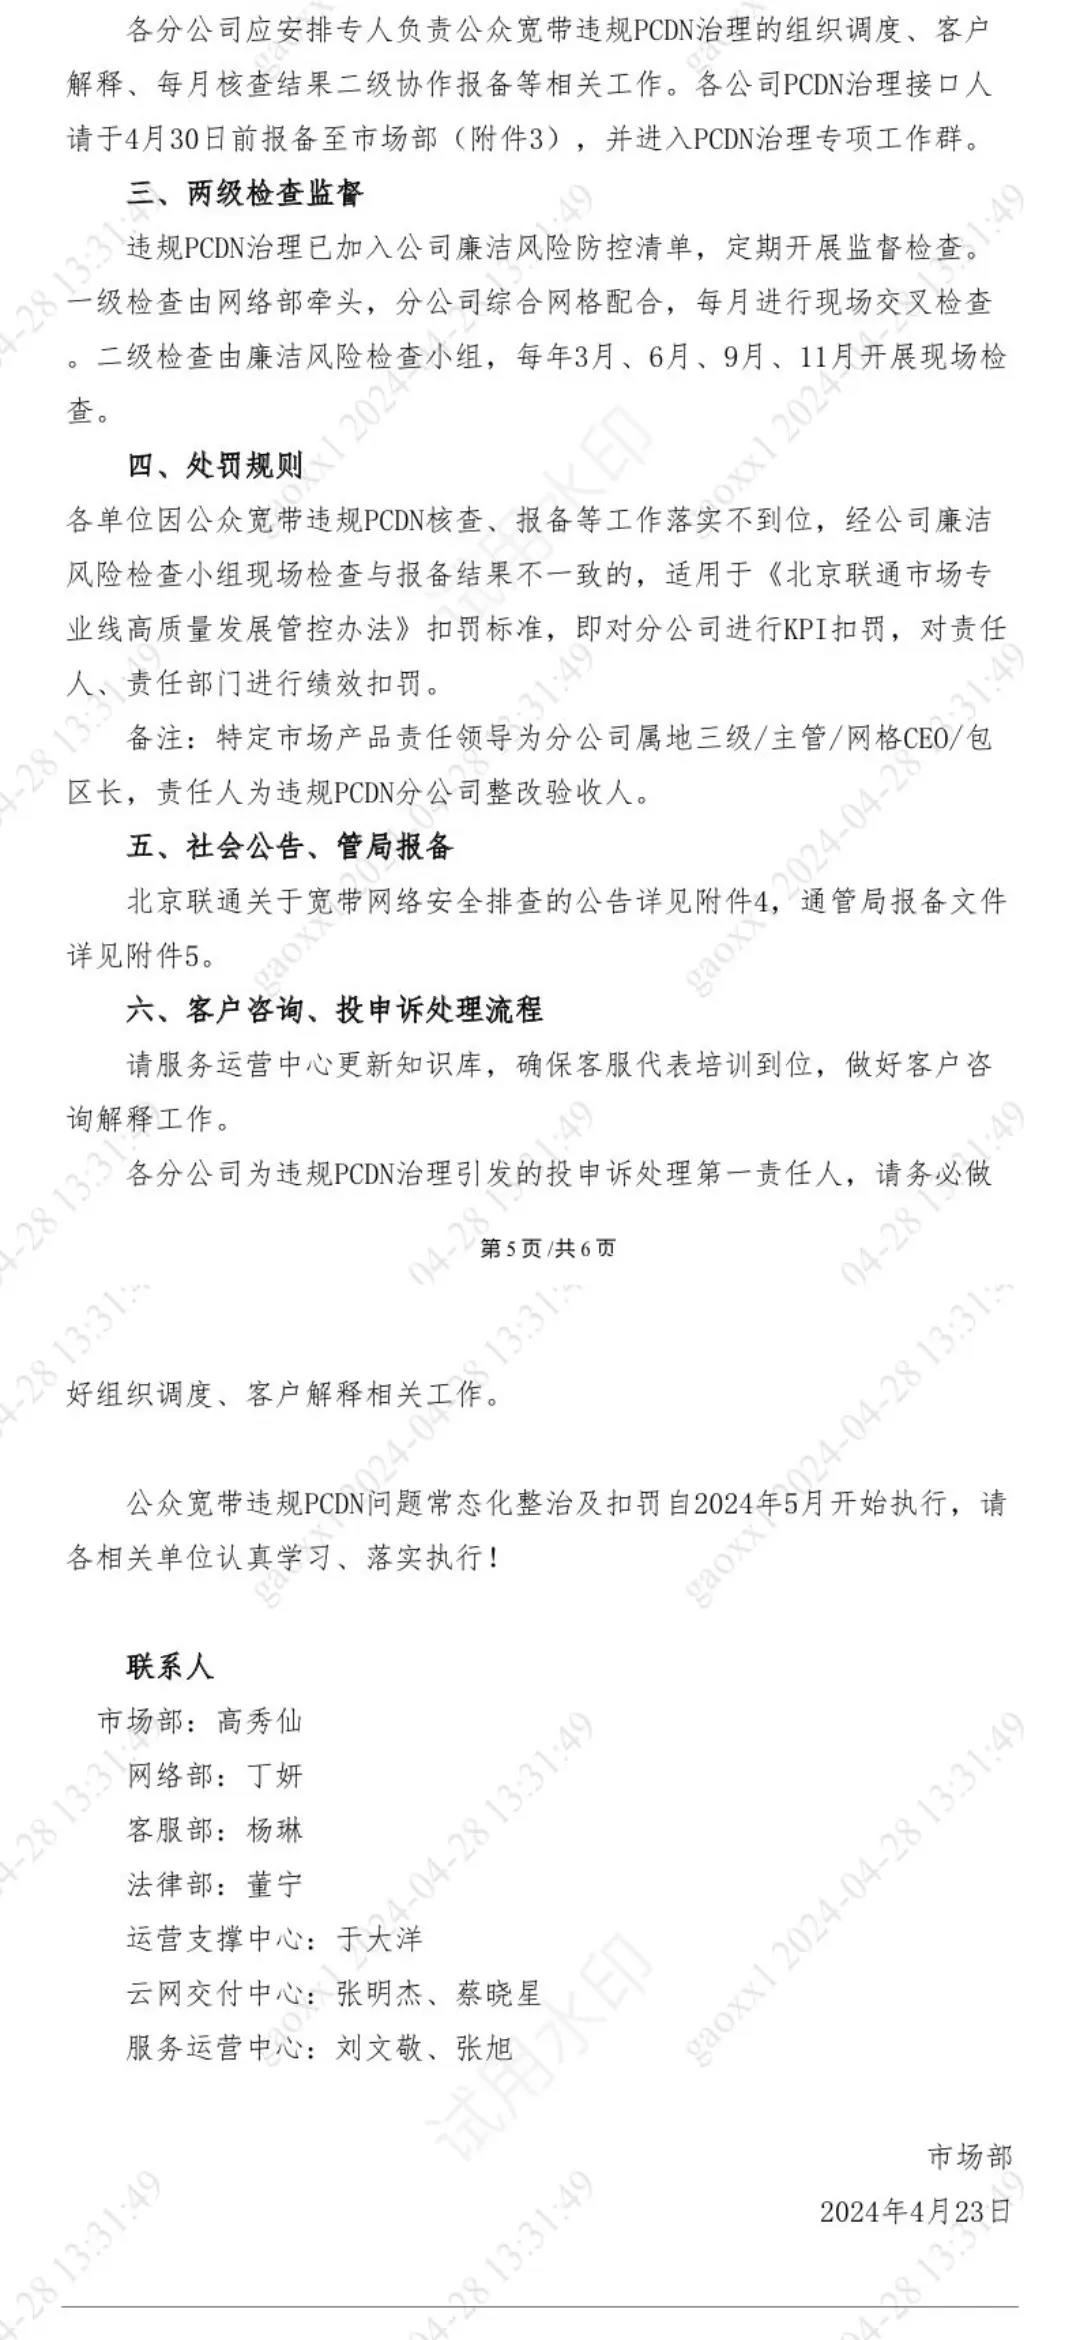 各分公司应安排专人负责公众宽带违规PCDN治理的组织调度、客户
解释、每月核查结果二级协作报备等相关工作。各公司PCDN治理接口人
请于4月30日前报备至市场部（附件3），并进入PCDN治理专项工作群。
三、两级检查监督
违规PCDN治理已加入公司廉洁风险防控清单，定期开展监督检查。
一级检查由网络部牵头，分公司综合网格配合，每月进行现场交叉检查
。二级检查由廉洁风险检查小组，每年3月、6月、9月、11月开展现场检
查。
四、处罚规则
各单位因公众宽带违规PCDN核查、报备等工作落实不到位，经公司廉洁
风险检查小组现场检查与报备结果不一致的，适用于《北京联通市场专
业线高质量发展管控办法》扣罚标准，即对分公司进行KPI扣罚，对责任
人、责任部门进行绩效扣罚。
备注：特定市场产品责任领导为分公司属地三级/主管/网格CEO/包
区长，责任人为违规PCDN分公司整改验收人。
五、社会公告、管局报备
北京联通关于宽带网络安全排查的公告详见附件4，通管局报备文件
详见附件5。
六、客户咨询、投申诉处理流程
请服务运营中心更新知识库，确保客服代表培训到位，做好客户咨
询解释工作。
各分公司为违规PCDN治理引发的投申诉处理第一责任人，请务必做
第5页/共6页
好组织调度、客户解释相关工作。
公众宽带违规PCDN问题常态化整治及扣罚自2024年5月开始执行，请
各相关单位认真学习、落实执行！
联系人
市场部：高秀仙
网络部：丁妍
客服部：杨琳
法律部：董宁
运营支撑中心：于大洋
云网交付中心：张明杰、蔡晓星
服务运营中心：刘文敬、张旭
市场部
2024年4月23日
gaoxx1 2024-04-28 13:31:49
试用水印